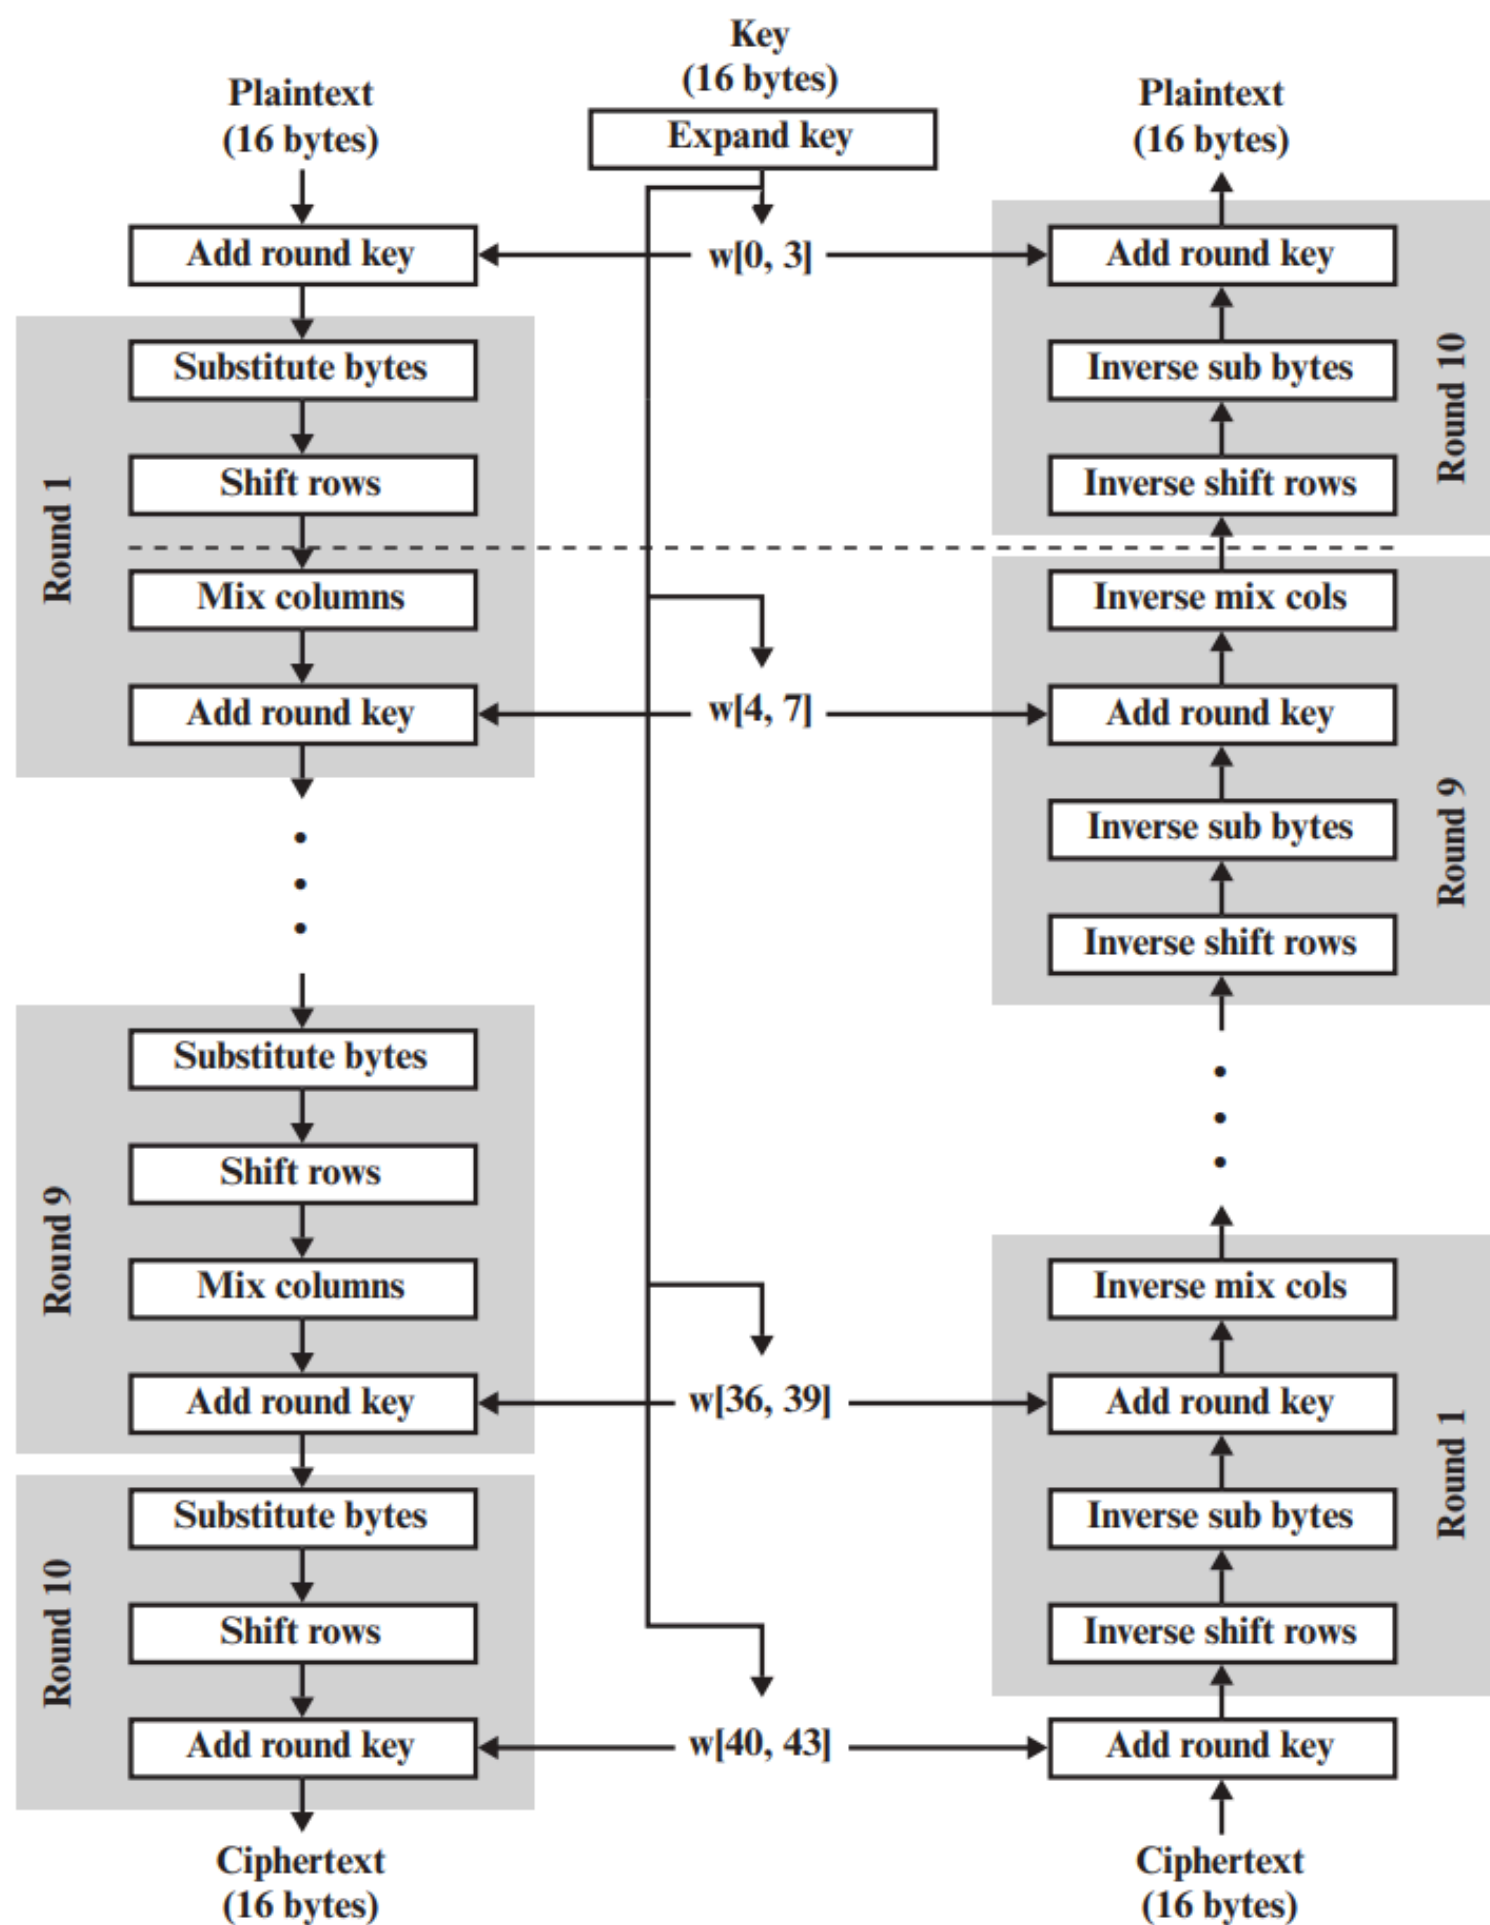 Key
(16 bytes)
Expand key
Plaintext
(16 bytes)
Add round key
Round 1
Substitute bytes
Shift rows
Mix columns
Add round key
Round 9
Substitute bytes
Shift rows
Mix columns
Add round key
Round 10
Substitute bytes
Shift rows
Add round key
Ciphertext
(16 bytes)
w[0, 3]
w[4, 7]
w[36, 39]
w[40, 43]
Plaintext
(16 bytes)
Add round key
Inverse sub bytes
Inverse shift rows
Round 10
Inverse mix cols
Add round key
Inverse sub bytes
Inverse shift rows
Round 9
Inverse mix cols
Add round key
Inverse sub bytes
Inverse shift rows
Round 1
Add round key
Ciphertext
(16 bytes)